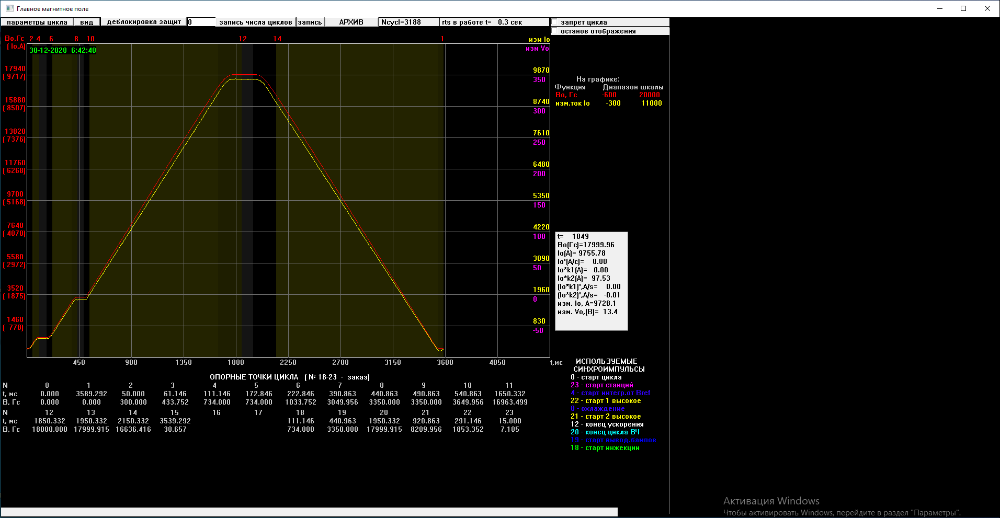 Главное магнитное поле
параметры цикла вид деблокировка защит 0 запись числа циклов запись АРХИВ Ncycl=3188 rts в работе t= 0.3 сек запрет цикла
останов отображения
Bo,Гс 2 4 6 8 10 12 14 1 изм Io
( Io,A) изм Vo
30-12-2020 6:42:40
17940 9870
( 9717) 350
15880 8740
( 8507) 300
13820 7610
( 7376) 250
11760 6480
( 6268) 200
9700 5350
( 5168) 150
7640 4220
( 4070) 100
5580 3090
( 2972) 50
3520 1960
( 1875) 0
1460 830
( 778) -50
450 900 1350 1800 2250 2700 3150 3600 4050 t,мс
На графике:
Функция Диапазон шкалы
Bo, Гс -600 20000
изм.ток Io -300 11000
t= 1849
Bo(Гс)=17999.96
Io(A)= 9755.78
Io'(A/c)= 0.00
Io*k1(A)= 0.00
Io*k2(A)= 97.53
(Io*k1)',A/s= 0.00
(Io*k2)',A/s= -0.01
изм. Io, A=9728.1
изм. Vo,(B)= 13.4
ИСПОЛЬЗУЕМЫЕ
СИНХРОИМПУЛЬСЫ
0 - старт цикла
23 - старт станций
4 - старт интегр.от Bref
22 - старт 1 высокое
8 - охлаждение
21 - старт 2 высокое
12 - конец ускорения
20 - конец цикла ВЧ
19 - старт вывод.бампов
18 - старт инжекции
ОПОРНЫЕ ТОЧКИ ЦИКЛА ( № 18-23 - заказ)
N 0 1 2 3 4 5 6 7 8 9 10 11
t, мс 0.000 3589.292 50.000 61.146 111.146 172.846 222.846 390.863 440.863 490.863 540.863 1650.332
B, Гс 0.000 0.000 300.000 433.752 734.000 734.000 1033.752 3049.956 3350.000 3350.000 3649.956 16963.499
N 12 13 14 15 16 17 18 19 20 21 22 23
t, мс 1850.332 1950.332 2150.332 3539.292 111.146 440.963 1950.332 920.863 291.146 15.000
B, Гс 18000.000 17999.915 16636.416 30.657 734.000 3350.000 17999.915 8209.956 1853.352 7.105
Активация Windows
Чтобы активировать Windows, перейдите в раздел "Параметры".